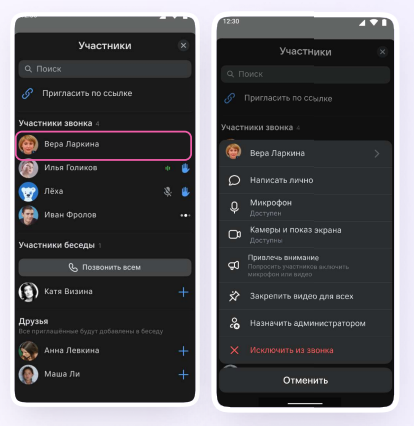 Участники
Поиск
Пригласить по ссылке
Участники звонка 4
Вера Ларкина
Илья Голиков
Лёха
Иван Фролов
Участники беседы 1
Позвонить всем
Катя Визина
Друзья
Все приглашённые будут добавлены в беседу
Анна Левкина
Маша Ли
12:30
Участники
Поиск
Пригласить по ссылке
Участники звонка 4
Вера Ларкина
Написать лично
Микрофон
Доступен
Камеры и показ экрана
Доступны
Привлечь внимание
Попросить участников включить
микрофон или видео
Закрепить видео для всех
Назначить администратором
Исключить из звонка
Отменить